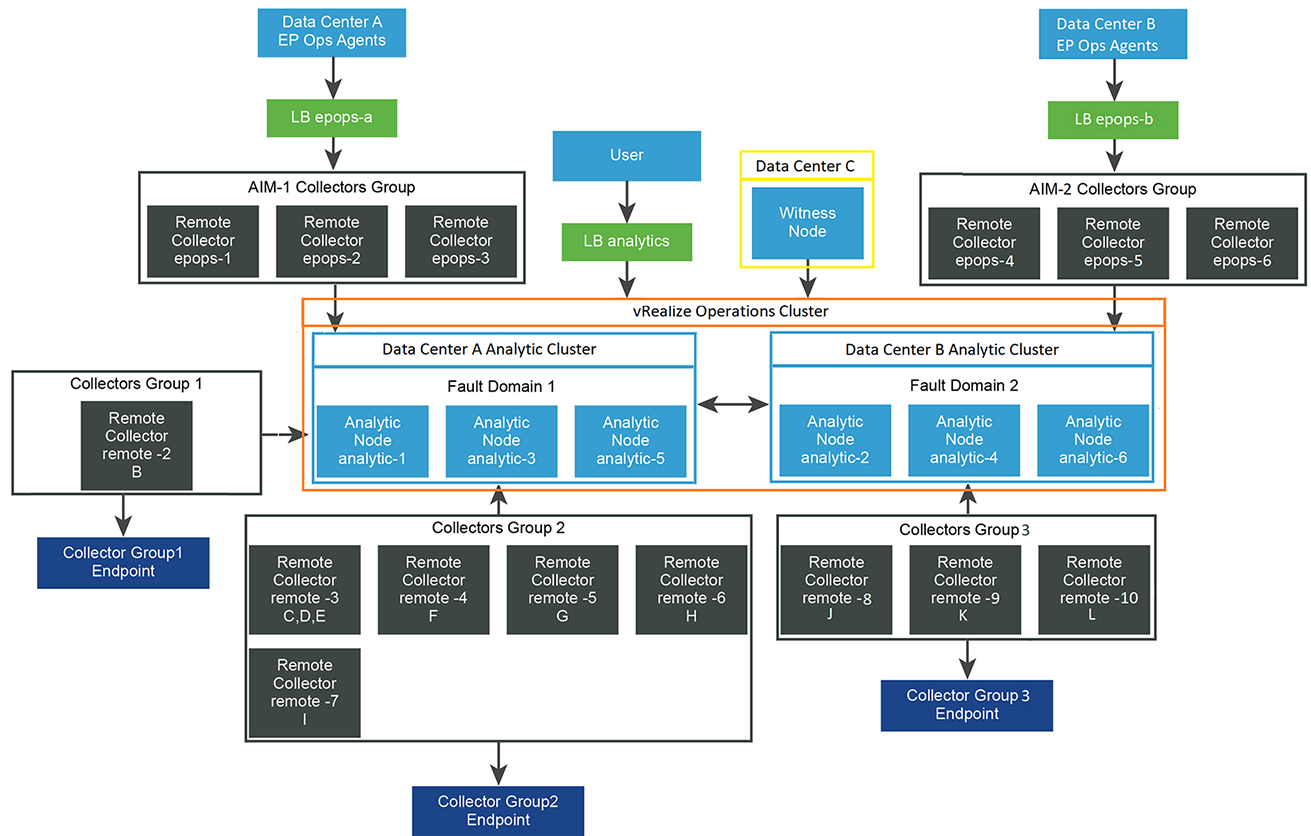 Data Center A
EP Ops Agents
Data Center B
EP Ops Agents
LB epops-a
LB epops-b
User
Data Center C
Witness
Node
AIM-1 Collectors Group
Remote
Collector
epops-1
Remote
Collector
epops-2
Remote
Collector
epops-3
LB analytics
AIM-2 Collectors Group
Remote
Collector
epops-4
Remote
Collector
epops-5
Remote
Collector
epops-6
vRealize Operations Cluster
Data Center A Analytic Cluster
Fault Domain 1
Analytic
Node
analytic-1
Analytic
Node
analytic-3
Analytic
Node
analytic-5
Data Center B Analytic Cluster
Fault Domain 2
Analytic
Node
analytic-2
Analytic
Node
analytic-4
Analytic
Node
analytic-6
Collectors Group 1
Remote
Collector
remote -2
B
Collector Group1
Endpoint
Collectors Group 2
Remote
Collector
remote -3
C,D,E
Remote
Collector
remote -4
F
Remote
Collector
remote -5
G
Remote
Collector
remote -6
H
Remote
Collector
remote -7
I
Collector Group2
Endpoint
Collectors Group 3
Remote
Collector
remote -8
J
Remote
Collector
remote -9
K
Remote
Collector
remote -10
L
Collector Group 3
Endpoint